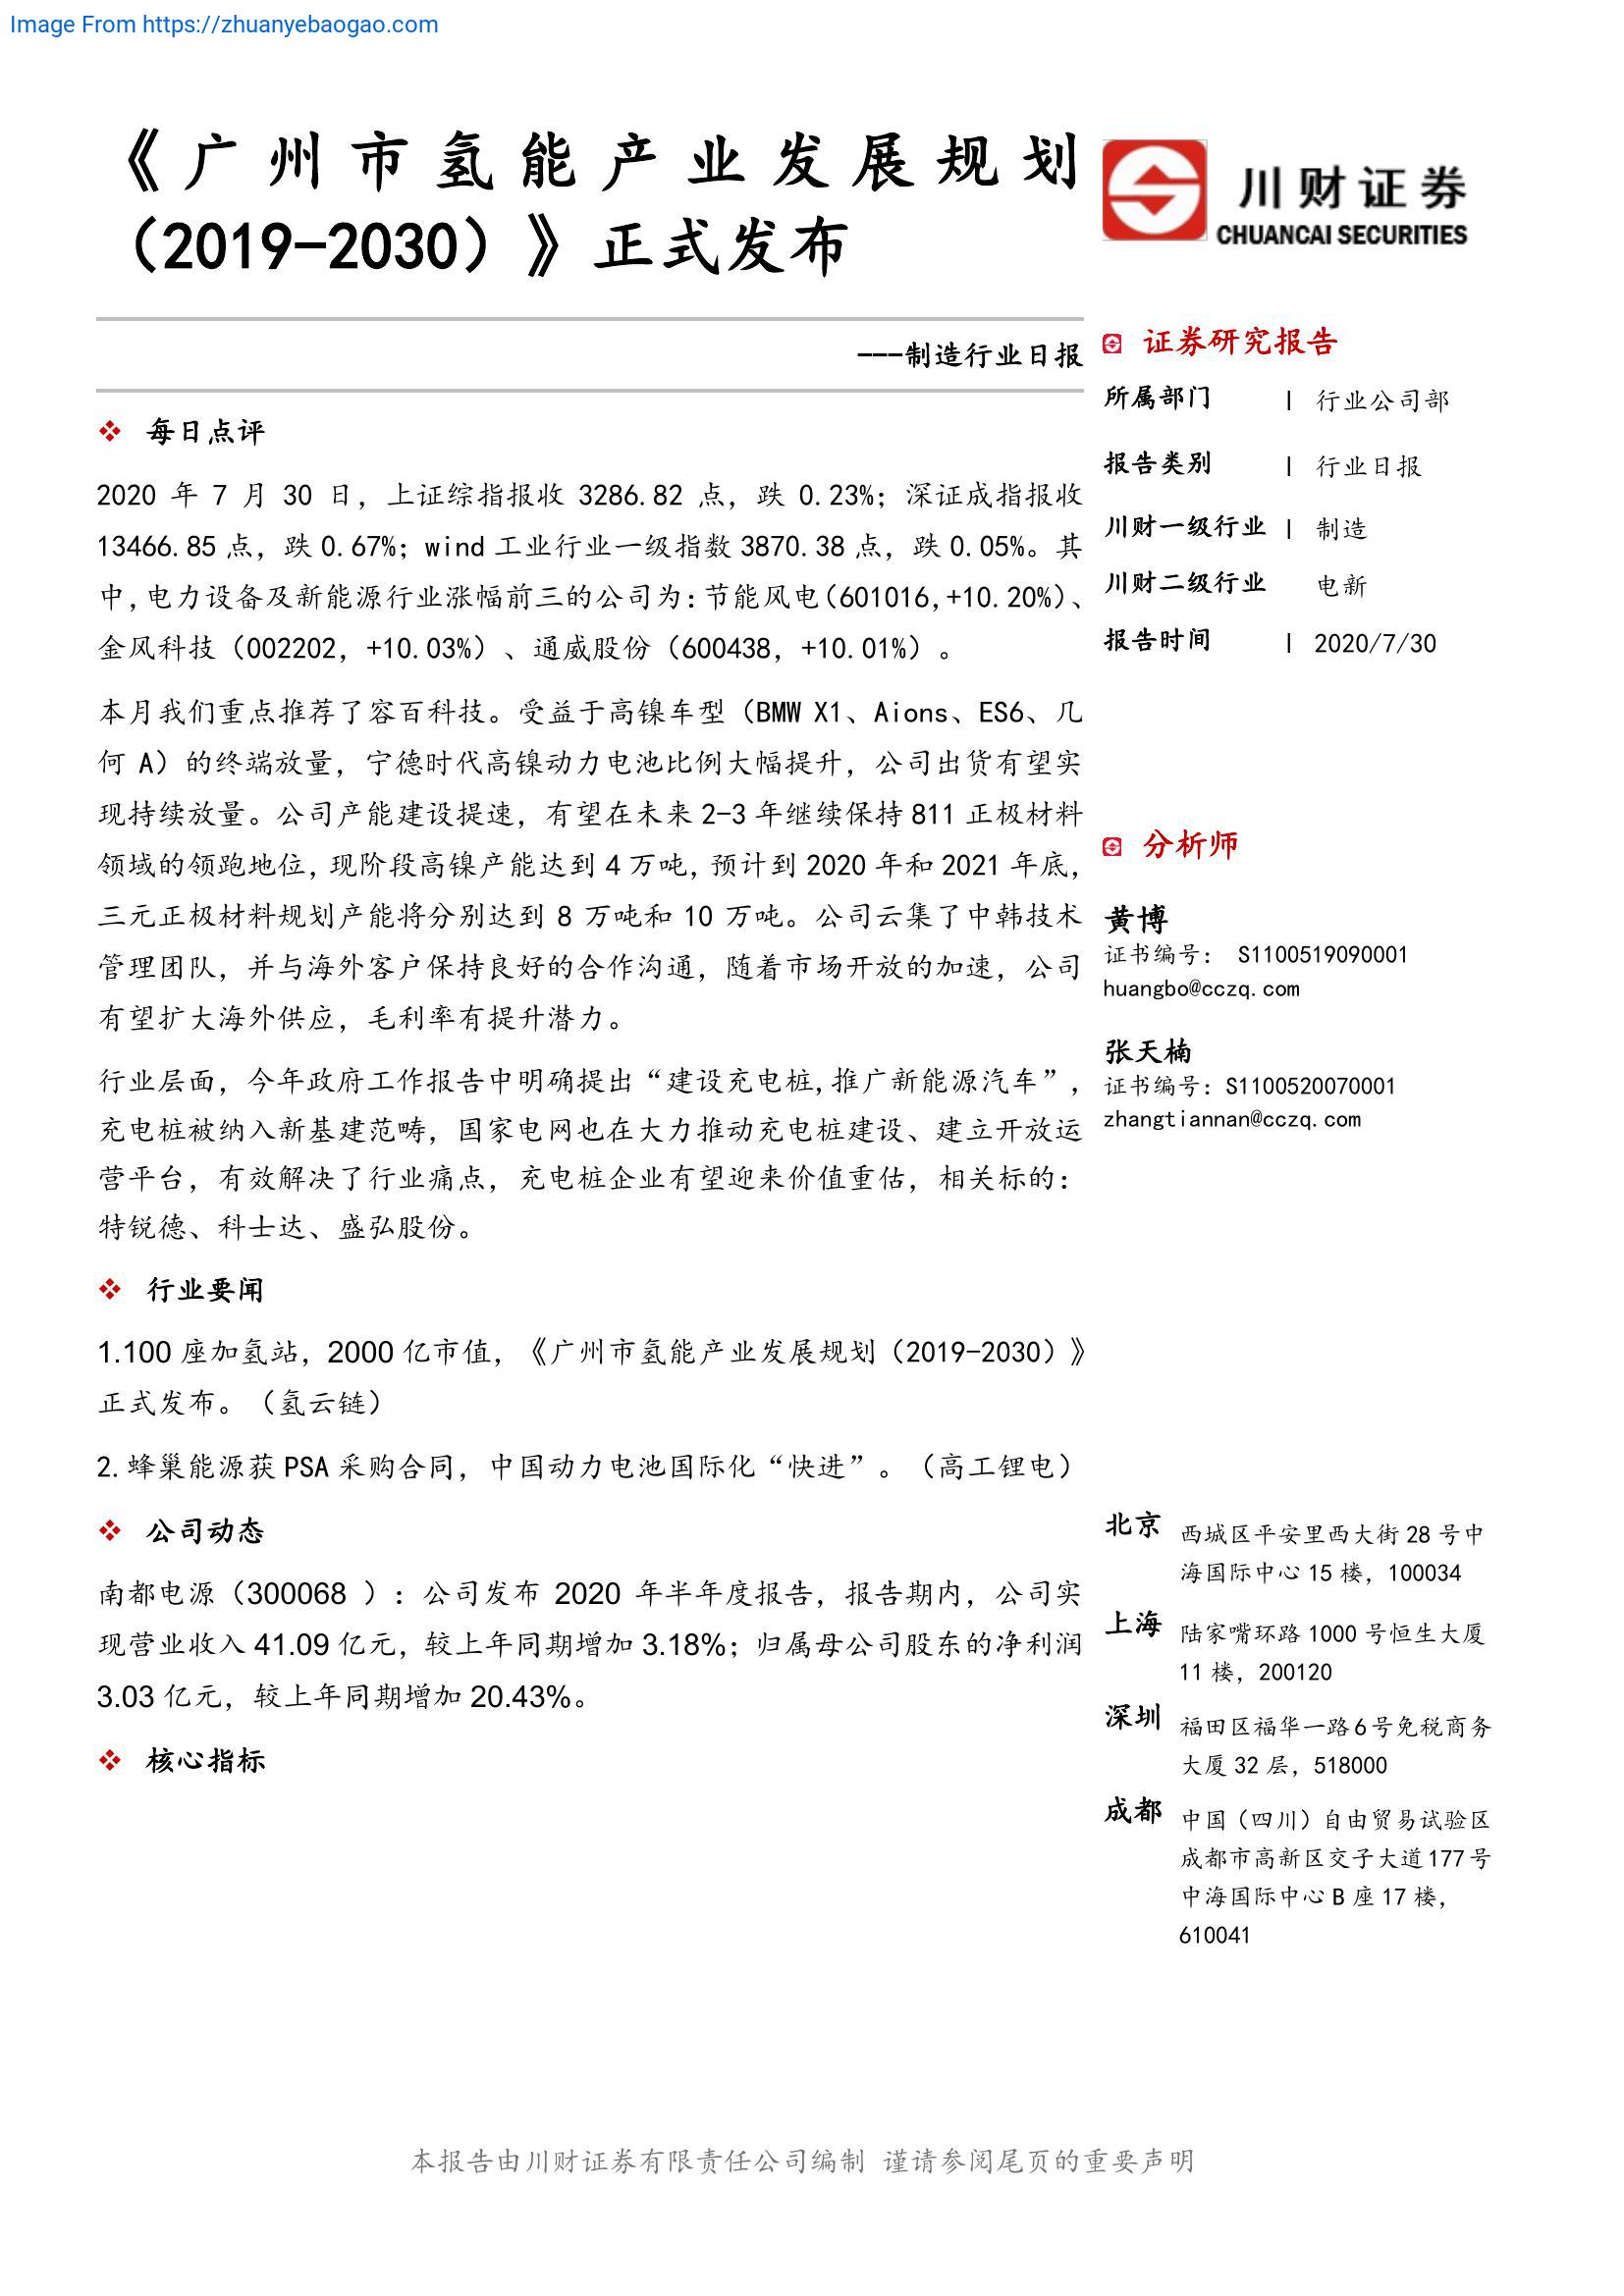 Image From https://zhuanyebaogao.com
《广州市氢能产业发展规划
（2019-2030）》正式发布
---制造行业日报
❖ 每日点评
2020 年 7 月 30 日，上证综指报收 3286.82 点，跌 0.23%；深证成指报收
13466.85 点，跌 0.67%；wind 工业行业一级指数 3870.38 点，跌 0.05%。其
中，电力设备及新能源行业涨幅前三的公司为：节能风电（601016,+10.20%）、
金风科技（002202，+10.03%）、通威股份（600438，+10.01%）。
本月我们重点推荐了容百科技。受益于高镍车型（BMW X1、Aions、ES6、几
何 A）的终端放量，宁德时代高镍动力电池比例大幅提升，公司出货有望实
现持续放量。公司产能建设提速，有望在未来 2-3 年继续保持 811 正极材料
领域的领跑地位，现阶段高镍产能达到 4 万吨，预计到 2020 年和 2021 年底，
三元正极材料规划产能将分别达到 8 万吨和 10 万吨。公司云集了中韩技术
管理团队，并与海外客户保持良好的合作沟通，随着市场开放的加速，公司
有望扩大海外供应，毛利率有提升潜力。
行业层面，今年政府工作报告中明确提出“建设充电桩,推广新能源汽车”，
充电桩被纳入新基建范畴，国家电网也在大力推动充电桩建设、建立开放运
营平台，有效解决了行业痛点，充电桩企业有望迎来价值重估，相关标的：
特锐德、科士达、盛弘股份。
❖ 行业要闻
1.100 座加氢站，2000 亿市值，《广州市氢能产业发展规划（2019-2030）》
正式发布。（氢云链）
2.蜂巢能源获 PSA 采购合同，中国动力电池国际化“快进”。（高工锂电）
❖ 公司动态
南都电源（300068 ）：公司发布 2020 年半年度报告，报告期内，公司实
现营业收入 41.09 亿元，较上年同期增加 3.18%；归属母公司股东的净利润
3.03 亿元，较上年同期增加 20.43%。
❖ 核心指标
川财证券
CHUANCAI SECURITIES
证券研究报告
所属部门 | 行业公司部
报告类别 | 行业日报
川财一级行业 | 制造
川财二级行业 电新
报告时间 | 2020/7/30
分析师
黄博
证书编号： S1100519090001
huangbo@cczq.com
张天楠
证书编号：S1100520070001
zhangtiannan@cczq.com
北京 西城区平安里西大街 28 号中
海国际中心 15 楼，100034
上海 陆家嘴环路 1000 号恒生大厦
11 楼，200120
深圳 福田区福华一路 6 号免税商务
大厦 32 层，518000
成都 中国（四川）自由贸易试验区
成都市高新区交子大道 177 号
中海国际中心 B 座 17 楼，
610041
本报告由川财证券有限责任公司编制 谨请参阅尾页的重要声明